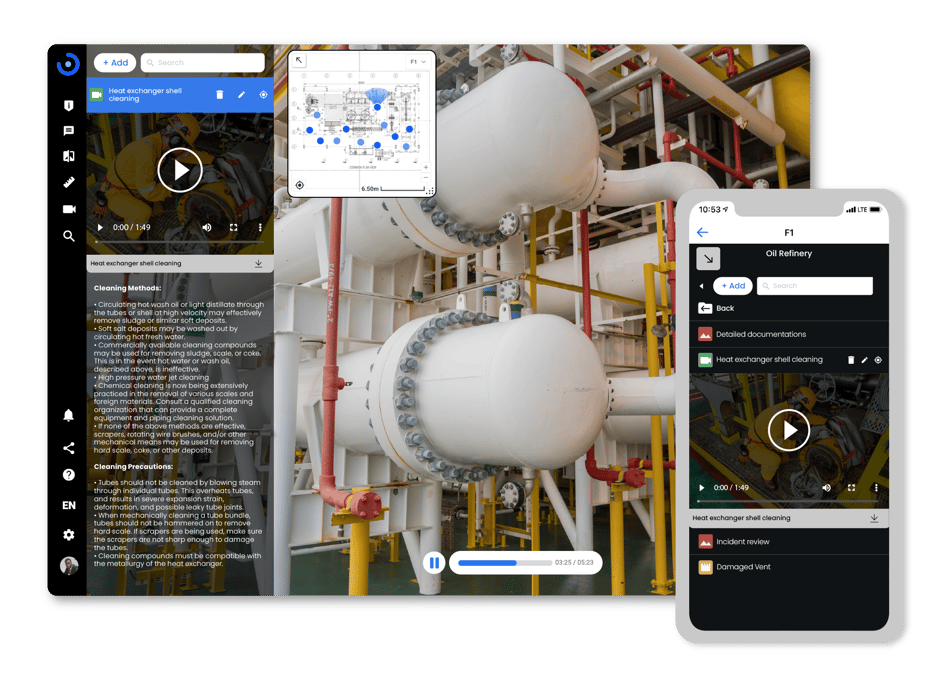 + Add
Search
Heat exchanger shell
cleaning
0:00 / 1:49
Heat exchanger shell cleaning
Cleaning Methods:
• Circulating hot wash oil or light distillate through
the tubes or shell at high velocity may effectively
remove sludge or similar soft deposits.
• Soft salt deposits may be washed out by
circulating hot fresh water.
• Commercially available cleaning compounds
may be used for removing sludge, scale, or coke.
This is in the event hot water or wash oil,
described above, is ineffective.
• High pressure water jet cleaning
• Chemical cleaning is now being extensively
practiced in the removal of various scales and
foreign materials. Consult a qualified cleaning
organization that can provide a complete
equipment and piping cleaning solution.
• If none of the above methods are effective,
scrapers, rotating wire brushes, and/or other
mechanical means may be used for removing
hard scale, coke, or other deposits.
Cleaning Precautions:
• Tubes should not be cleaned by blowing steam
through individual tubes. This overheats tubes,
and results in severe expansion strain,
deformation, and possible leaky tube joints.
• When mechanically cleaning a tube bundle,
tubes should not be hammered on to remove
hard scale. If scrapers are being used, make sure
the scrapers are not sharp enough to damage
the tubes.
• Cleaning compounds must be compatible with
the metallurgy of the heat exchanger.
EN
F1
6.50m
03:25 / 05:23
10:53
LTE
F1
Oil Refinery
+ Add
Search
Back
Detailed documentations
Heat exchanger shell cleaning
0:00 / 1:49
Heat exchanger shell cleaning
Incident review
Damaged Vent